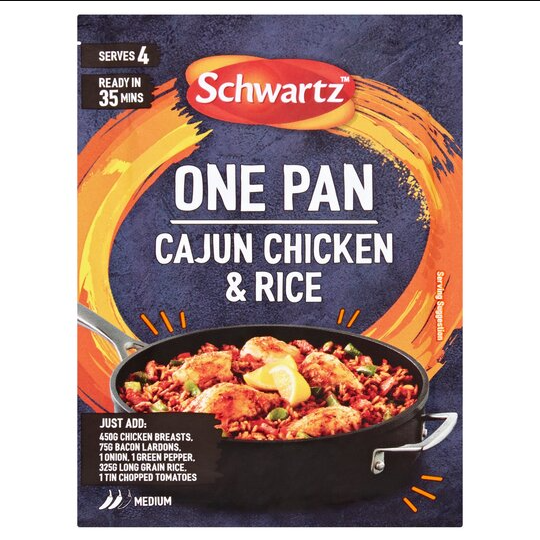 SERVES 4
READY IN
35 MINS
Schwartz™
ONE PAN
CAJUN CHICKEN
& RICE
Serving Suggestion
JUST ADD:
450G CHICKEN BREASTS,
75G BACON LARDONS,
1 ONION, 1 GREEN PEPPER,
325G LONG GRAIN RICE,
1 TIN CHOPPED TOMATOES
MEDIUM